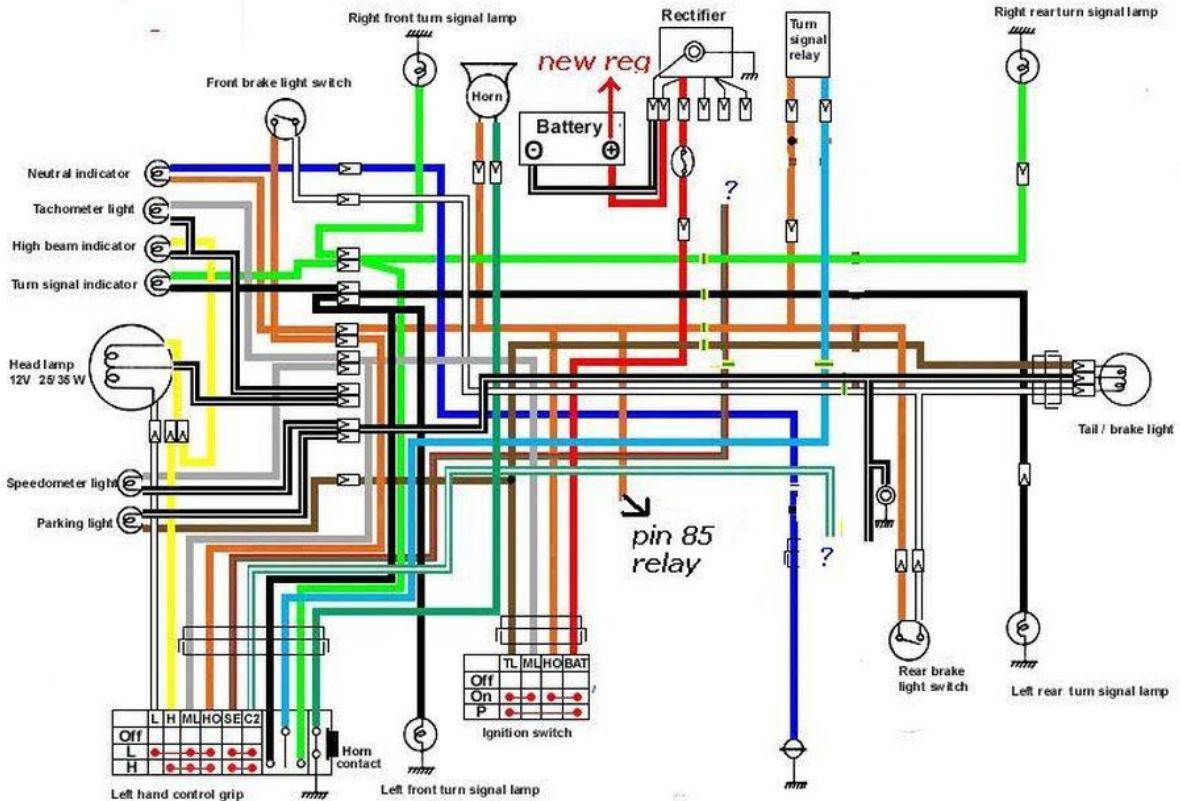 Right front turn signal lamp
Rectifier
Turn
signal
relay
Right rear turn signal lamp
new reg
Front brake light switch
Horn
Battery
Neutral indicator
Tachometer light
High beam indicator
Turn signal indicator
?
Head lamp
12V 25/35 W
Tail / brake light
Speedometer light
Parking light
pin 85
relay
?
TL ML HO BAT
Off
On
P
Ignition switch
Rear brake
light switch
Left rear turn signal lamp
L H ML HO SE C2
Off
L
H
Horn
contact
Left hand control grip
Left front turn signal lamp